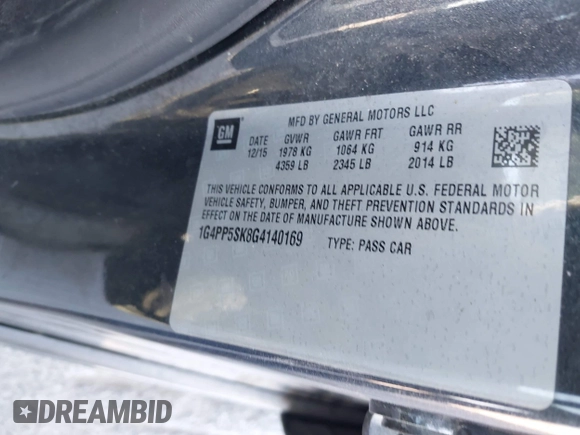 MFD BY GENERAL MOTORS LLC
GM
DATE GVWR GAWR FRT GAWR RR
12/15 1978 KG 1064 KG 914 KG
4359 LB 2345 LB 2014 LB
THIS VEHICLE CONFORMS TO ALL APPLICABLE U.S. FEDERAL MOTOR
VEHICLE SAFETY, BUMPER, AND THEFT PREVENTION STANDARDS IN
EFFECT ON THE DATE OF MANUFACTURE SHOWN ABOVE.
1G4PP5SK8G4140169 TYPE: PASS CAR
DREAMBID